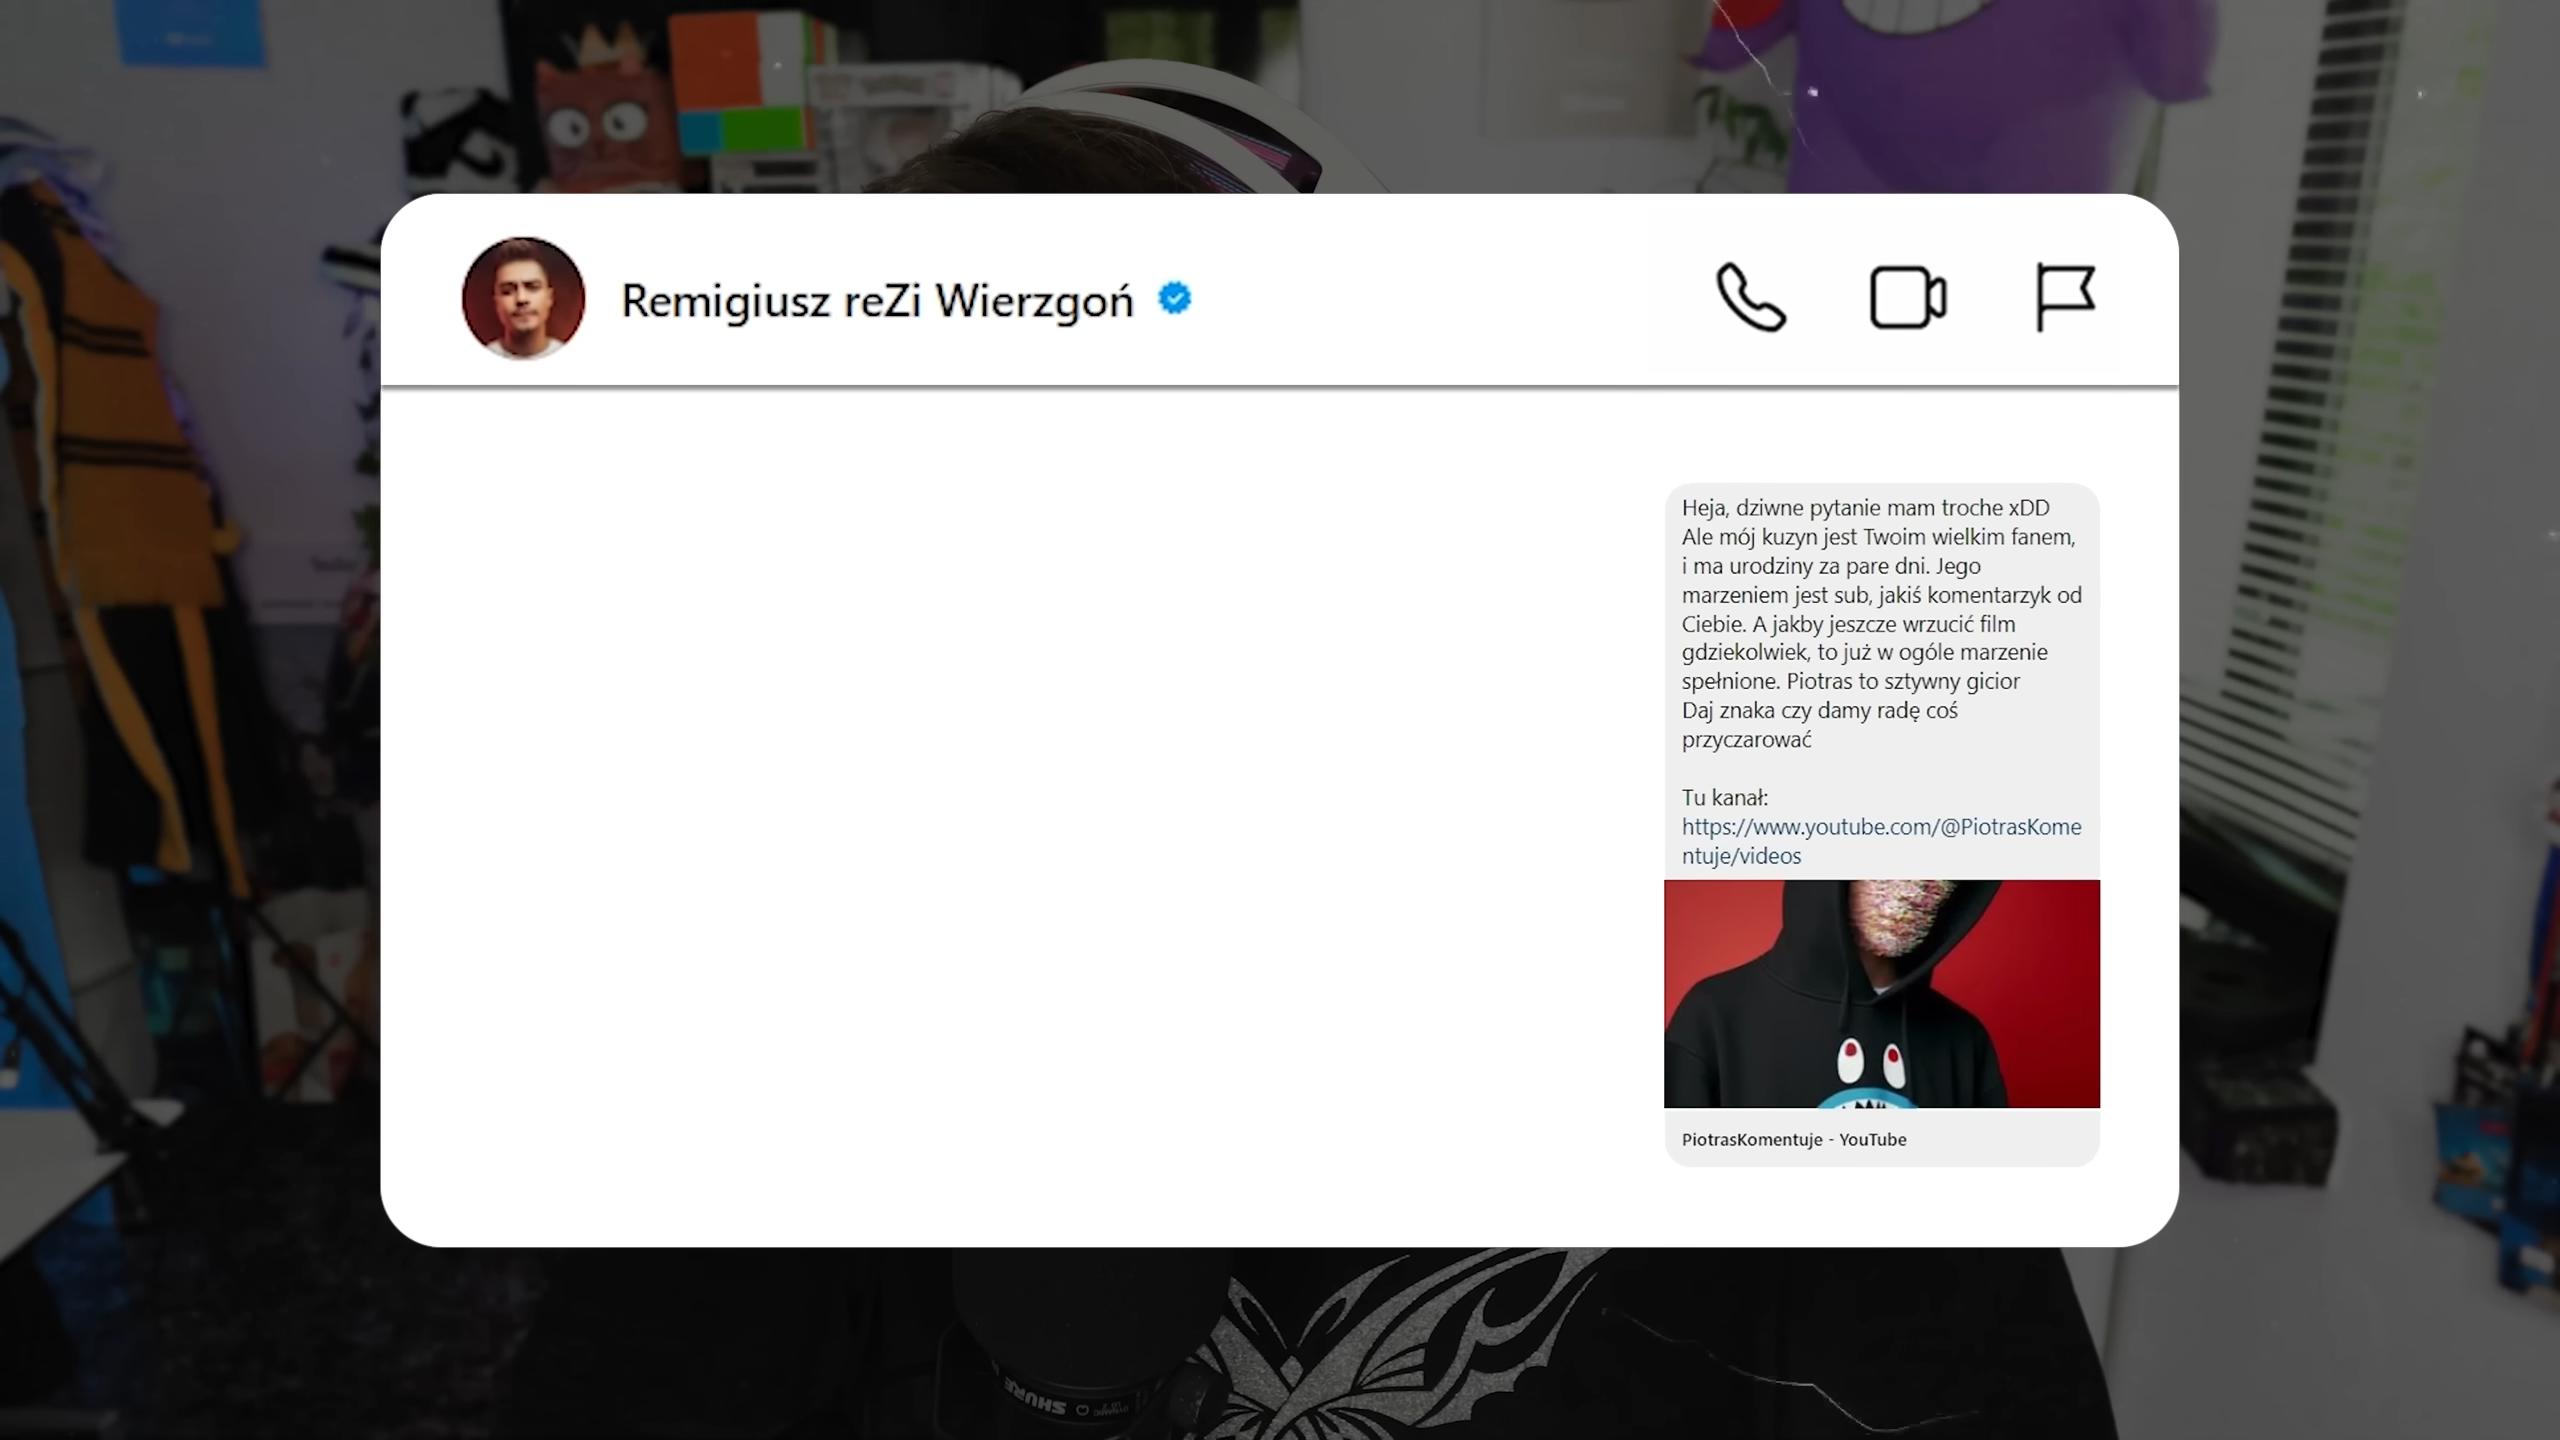 Remigiusz reZi Wierzgoń
Heja, dziwne pytanie mam troche xDD
Ale mój kuzyn jest Twoim wielkim fanem,
i ma urodziny za pare dni. Jego
marzeniem jest sub, jakiś komentarzyk od
Ciebie. A jakby jeszcze wrzucić film
gdziekolwiek, to już w ogóle marzenie
spełnione. Piotras to sztywny gicior
Daj znaka czy damy radę coś
przyczarować
Tu kanał:
https://www.youtube.com/@PiotrasKome
ntuje/videos
PiotrasKomentuje - YouTube
SHURE